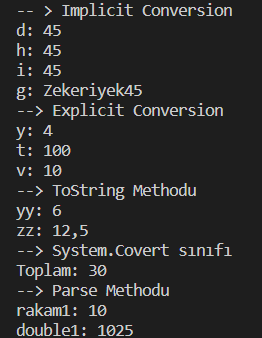 -- > Implicit Conversion
d: 45
h: 45
i: 45
g: Zekeriyek45
--> Explicit Conversion
y: 4
t: 100
v: 10
--> ToString Methodu
yy: 6
zz: 12,5
--> System.Covert sınıfı
Toplam: 30
--> Parse Methodu
rakam1: 10
double1: 1025